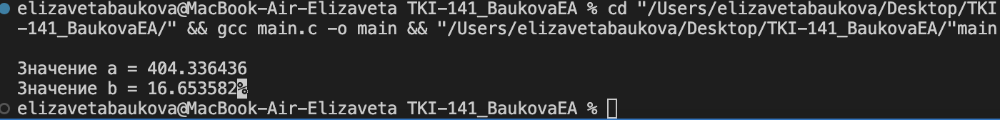 elizavetabaukova@MacBook-Air-Elizaveta TKI-141_BaukovaEA % cd "/Users/elizavetabaukova/Desktop/TKI
-141_BaukovaEA/" && gcc main.c -o main && "/Users/elizavetabaukova/Desktop/TKI-141_BaukovaEA/"main
Значение a = 404.336436
Значение b = 16.653582%
elizavetabaukova@MacBook-Air-Elizaveta TKI-141_BaukovaEA %